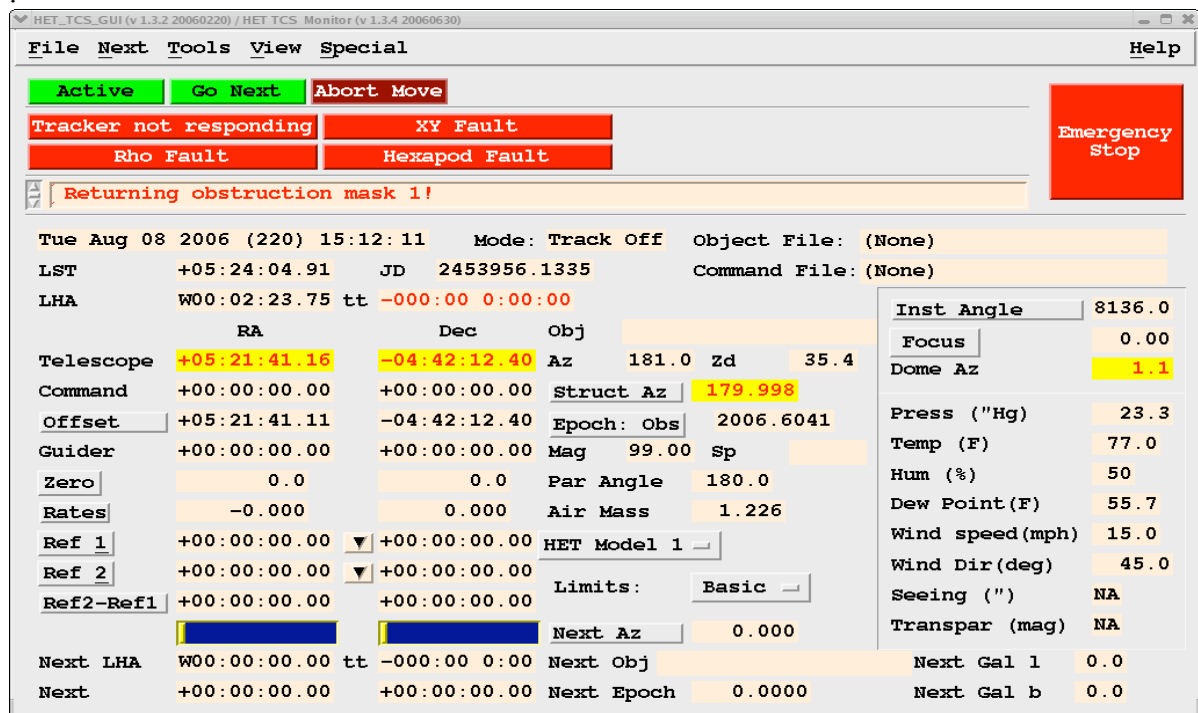 HET_TCS_GUI (v 1.3.2 20060220) / HET TCS Monitor (v 1.3.4 20060630)
File Next Tools View Special Help
Active Go Next Abort Move
Tracker not responding XY Fault
Rho Fault Hexapod Fault
Emergency Stop
Returning obstruction mask 1!
Tue Aug 08 2006 (220) 15:12:11 Mode: Track Off Object File: (None)
LST +05:24:04.91 JD 2453956.1335 Command File: (None)
LHA W00:02:23.75 tt -000:00 0:00:00
Inst Angle 8136.0
RA Dec Obj
Focus 0.00
Telescope +05:21:41.16 -04:42:12.40 Az 181.0 Zd 35.4
Dome Az 1.1
Command +00:00:00.00 +00:00:00.00 Struct Az 179.998
Offset +05:21:41.11 -04:42:12.40 Epoch: Obs 2006.6041
Press ("Hg) 23.3
Guider +00:00:00.00 +00:00:00.00 Mag 99.00 Sp
Temp (F) 77.0
Zero 0.0 0.0 Par Angle 180.0
Hum (%) 50
Rates -0.000 0.000 Air Mass 1.226
Dew Point(F) 55.7
Ref 1 +00:00:00.00 ▼ +00:00:00.00 HET Model 1
Wind speed(mph) 15.0
Ref 2 +00:00:00.00 ▼ +00:00:00.00
Wind Dir(deg) 45.0
Limits: Basic
Ref2-Ref1 +00:00:00.00 +00:00:00.00
Seeing (") NA
Next Az 0.000
Transpar (mag) NA
Next LHA W00:00:00.00 tt -000:00 0:00 Next Obj Next Gal l 0.0
Next +00:00:00.00 +00:00:00.00 Next Epoch 0.0000 Next Gal b 0.0